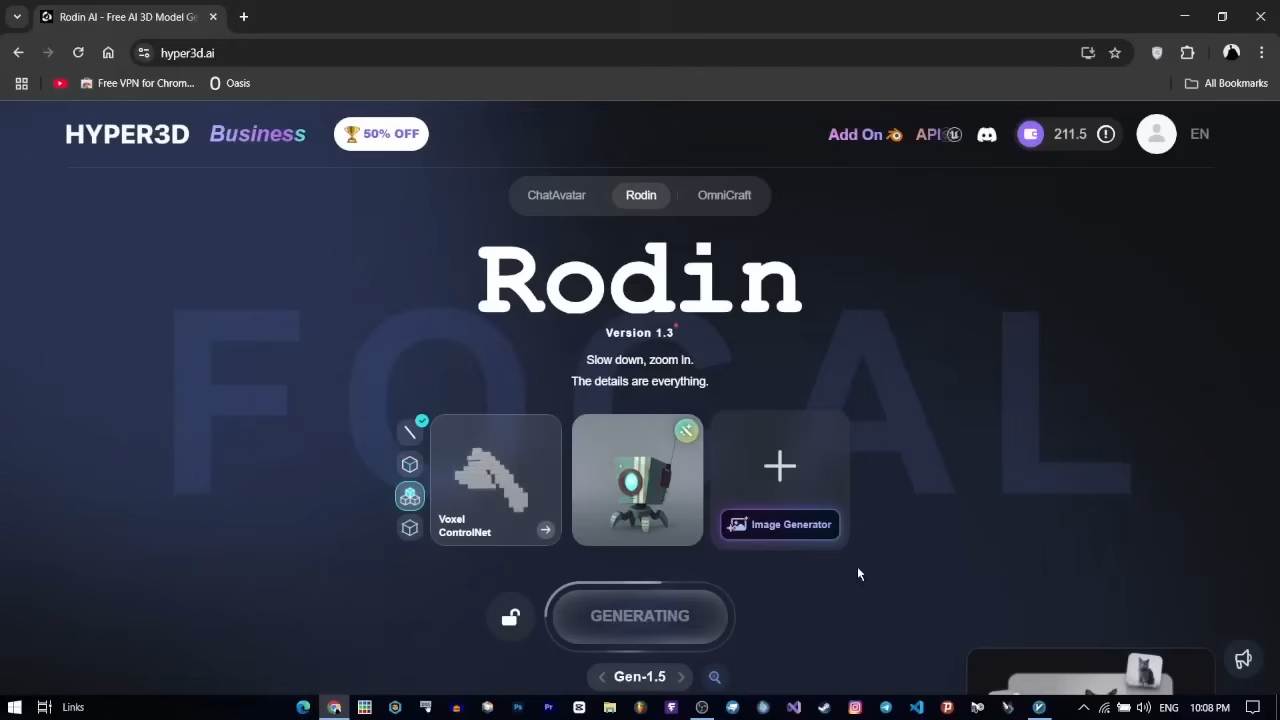 Rodin AI - Free AI 3D Model Ge
hyper3d.ai
Free VPN for Chrom...
Oasis
All Bookmarks
HYPER3D
Business
50% OFF
Add On
API
211.5
EN
ChatAvatar
Rodin
OmniCraft
FOCAL
Rodin
Version 1.3
Slow down, zoom in.
The details are everything.
Voxel
ControlNet
Image Generator
GENERATING
Gen-1.5
Links
ENG
10:08 PM